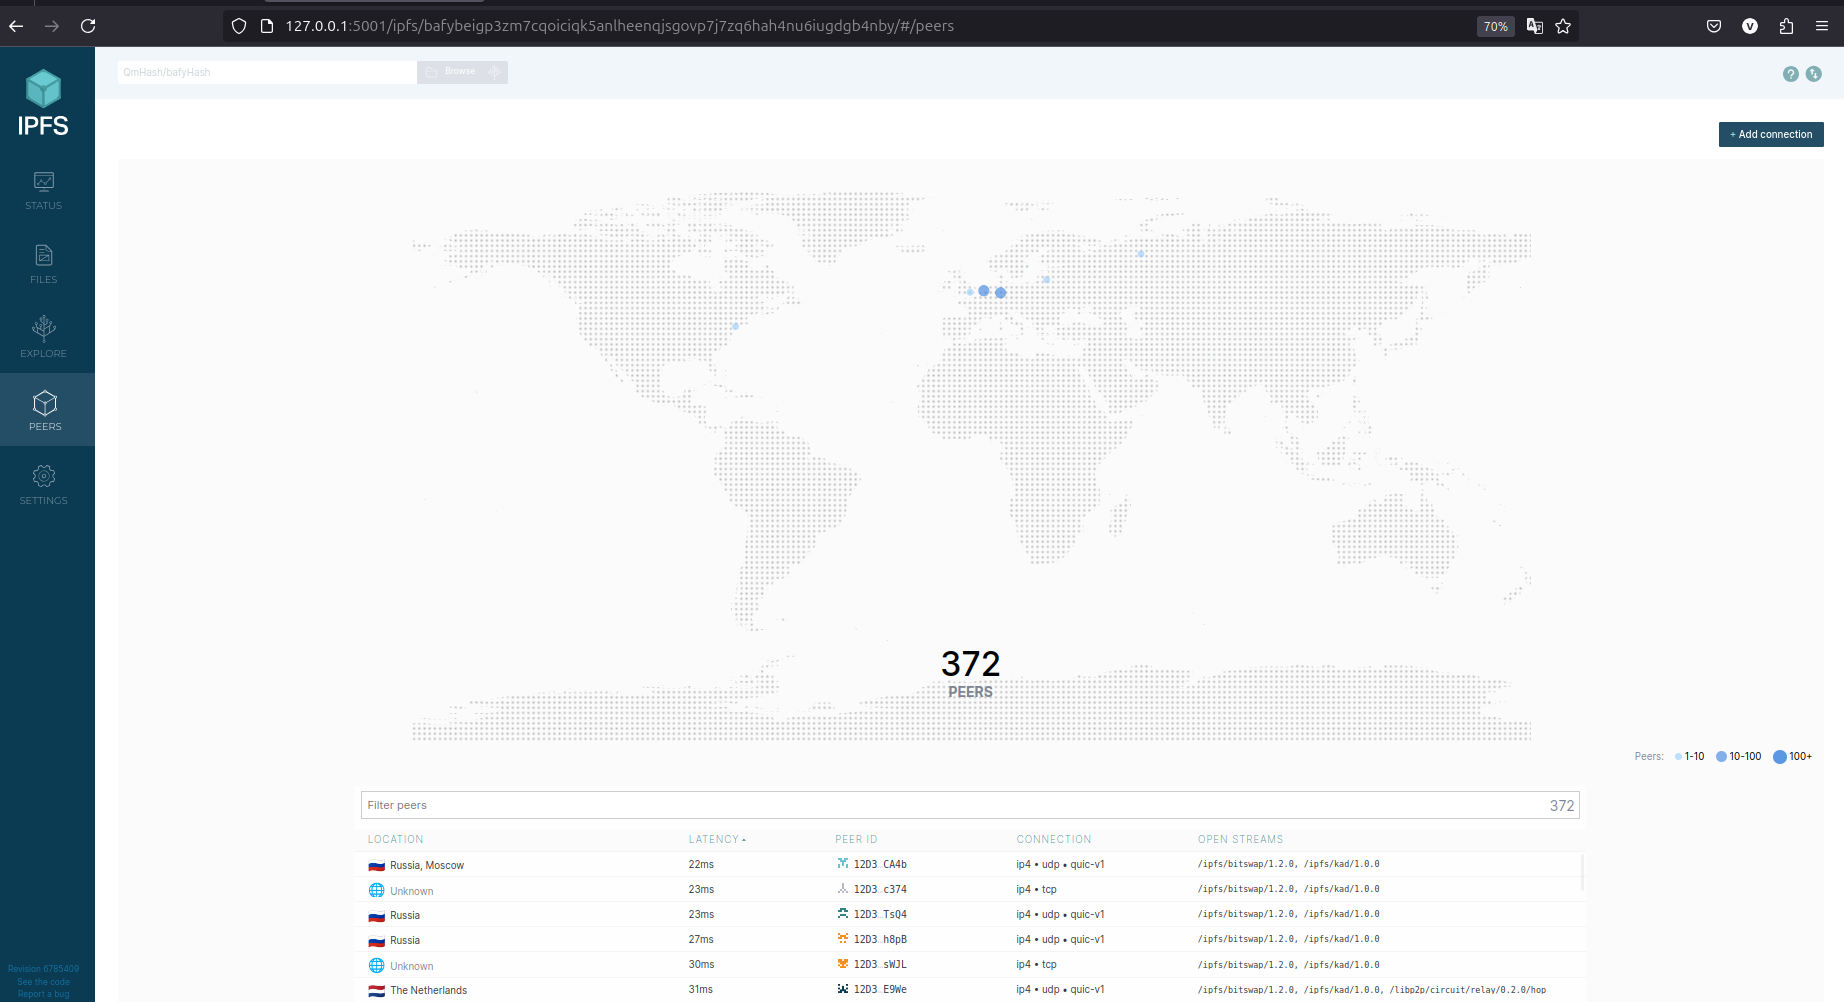 127.0.0.1:5001/ipfs/bafybeigp3zm7cqoiciqk5anlheenqjsgovp7j7zq6hah4nu6iugdgb4nby/#/peers
70%
V
QmHash/bafyHash
Browse
IPFS
+ Add connection
STATUS
FILES
EXPLORE
PEERS
SETTINGS
372
PEERS
Peers: 1-10 10-100 100+
Filter peers 372
LOCATION LATENCY PEER ID CONNECTION OPEN STREAMS
Russia, Moscow 22ms 12D3…CA4b ip4 • udp • quic-v1 /ipfs/bitswap/1.2.0, /ipfs/kad/1.0.0
Unknown 23ms 12D3…c374 ip4 • tcp /ipfs/bitswap/1.2.0, /ipfs/kad/1.0.0
Russia 23ms 12D3…TsQ4 ip4 • udp • quic-v1 /ipfs/bitswap/1.2.0, /ipfs/kad/1.0.0
Russia 27ms 12D3…h8pB ip4 • udp • quic-v1 /ipfs/bitswap/1.2.0, /ipfs/kad/1.0.0
Unknown 30ms 12D3…sWJL ip4 • tcp /ipfs/bitswap/1.2.0, /ipfs/kad/1.0.0
The Netherlands 31ms 12D3…E9We ip4 • udp • quic-v1 /ipfs/bitswap/1.2.0, /ipfs/kad/1.0.0, /libp2p/circuit/relay/0.2.0/hop
Revision 6785409
See the code
Report a bug